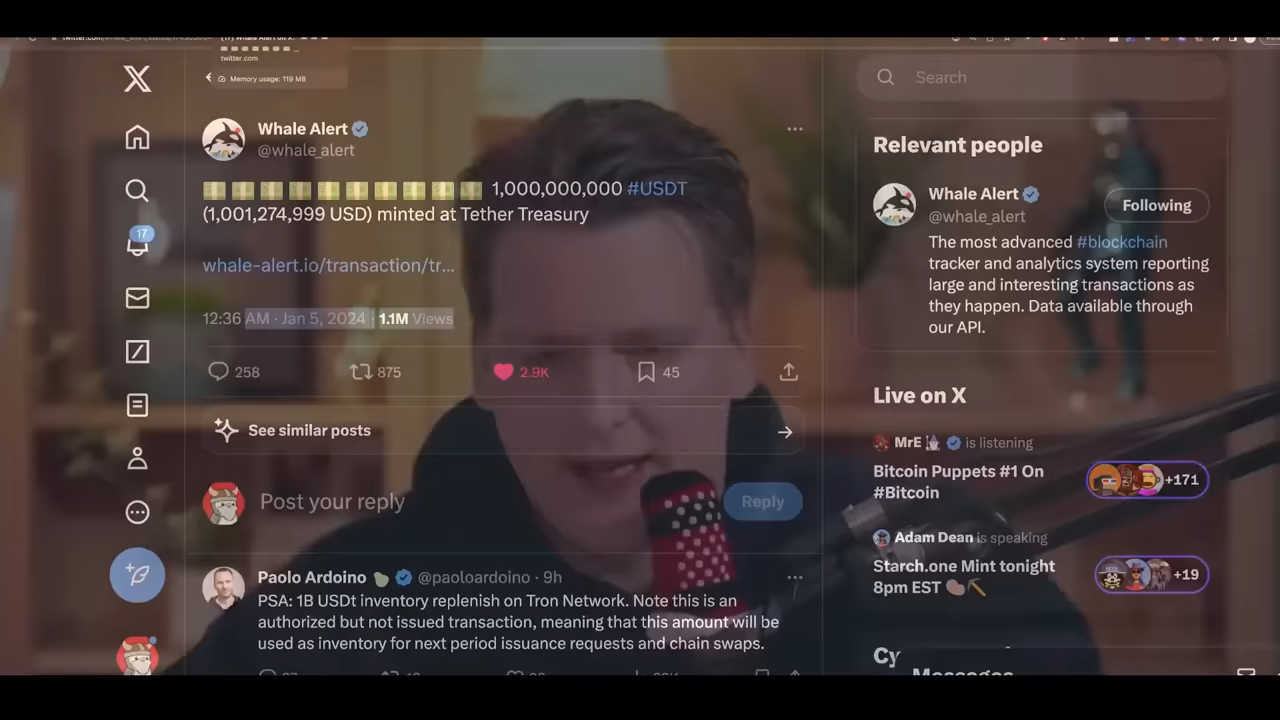 twitter.com
Memory usage: 119 MB
Whale Alert
@whale_alert
1,000,000,000 #USDT
(1,001,274,999 USD) minted at Tether Treasury
whale-alert.io/transaction/tr...
12:36 AM · Jan 5, 2024 · 1.1M Views
258 875 2.9K 45
See similar posts
Post your reply
Reply
Paolo Ardoino @paoloardoino · 9h
PSA: 1B USDt inventory replenish on Tron Network. Note this is an
authorized but not issued transaction, meaning that this amount will be
used as inventory for next period issuance requests and chain swaps.
17
Search
Relevant people
Whale Alert
@whale_alert
Following
The most advanced #blockchain
tracker and analytics system reporting
large and interesting transactions as
they happen. Data available through
our API.
Live on X
MrE is listening
Bitcoin Puppets #1 On
#Bitcoin
+171
Adam Dean is speaking
Starch.one Mint tonight
8pm EST
+19
Cy
Messages